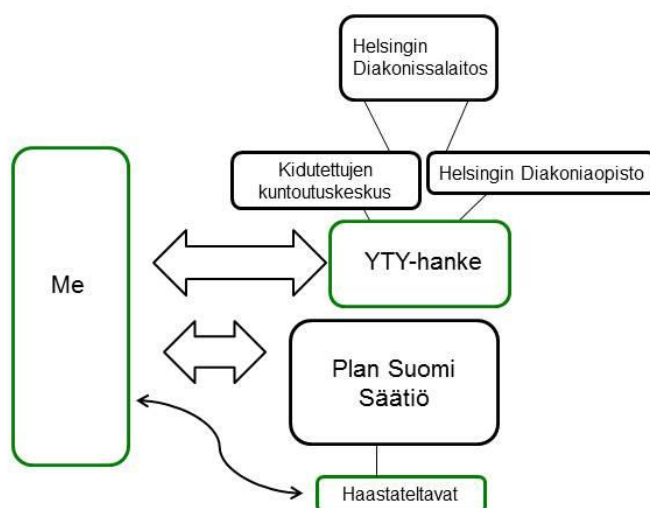 Helsingin
Diakonissalaitos
Kidutettujen
kuntoutuskeskus
Helsingin Diakoniaopisto
Me
YTY-hanke
Plan Suomi
Säätiö
Haastateltavat